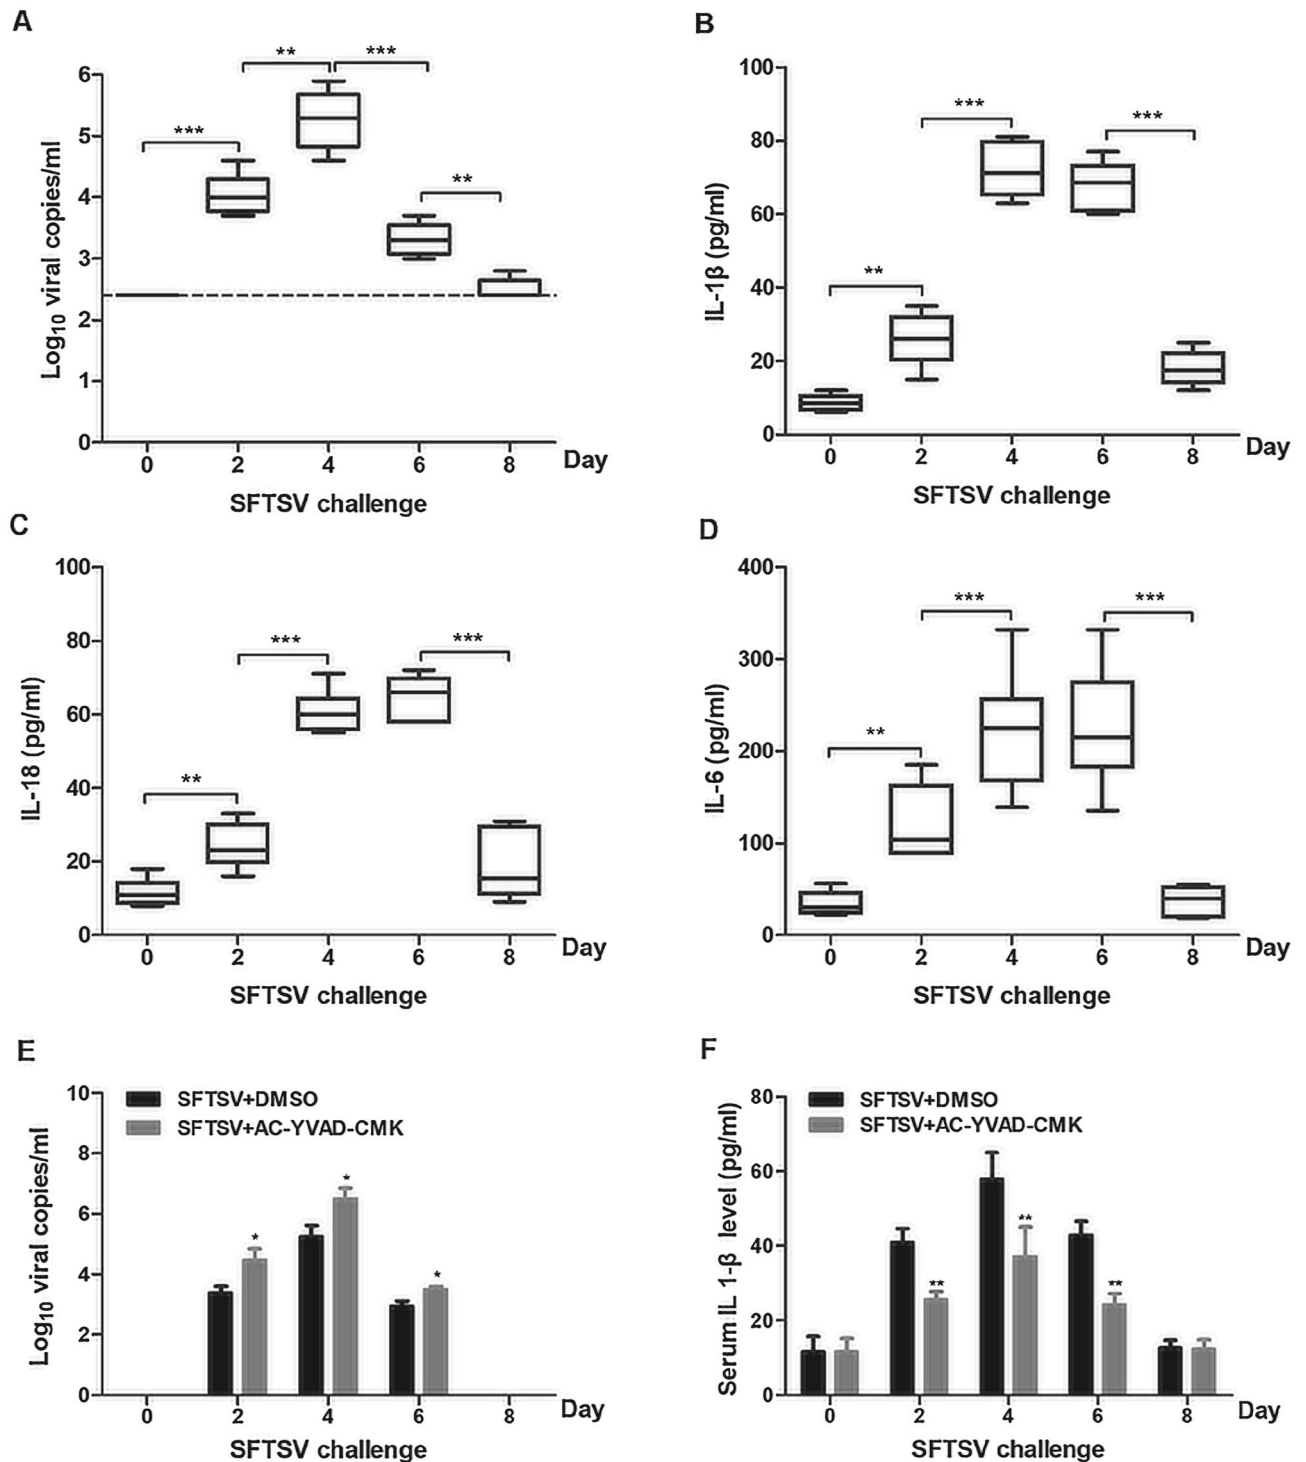 A
Log10 viral copies/ml
6
5
4
3
2
1
0
***
**
***
**
0 2 4 6 8 Day
SFTSV challenge
B
IL-1β (pg/ml)
100
80
60
40
20
0
**
***
***
0 2 4 6 8 Day
SFTSV challenge
C
IL-18 (pg/ml)
100
80
60
40
20
0
**
***
***
0 2 4 6 8 Day
SFTSV challenge
D
IL-6 (pg/ml)
400
300
200
100
0
**
***
***
0 2 4 6 8 Day
SFTSV challenge
E
Log10 viral copies/ml
10
8
6
4
2
0
SFTSV+DMSO
SFTSV+AC-YVAD-CMK
*
*
*
0 2 4 6 8 Day
SFTSV challenge
F
Serum IL 1-β level (pg/ml)
80
60
40
20
0
SFTSV+DMSO
SFTSV+AC-YVAD-CMK
**
**
**
0 2 4 6 8 Day
SFTSV challenge